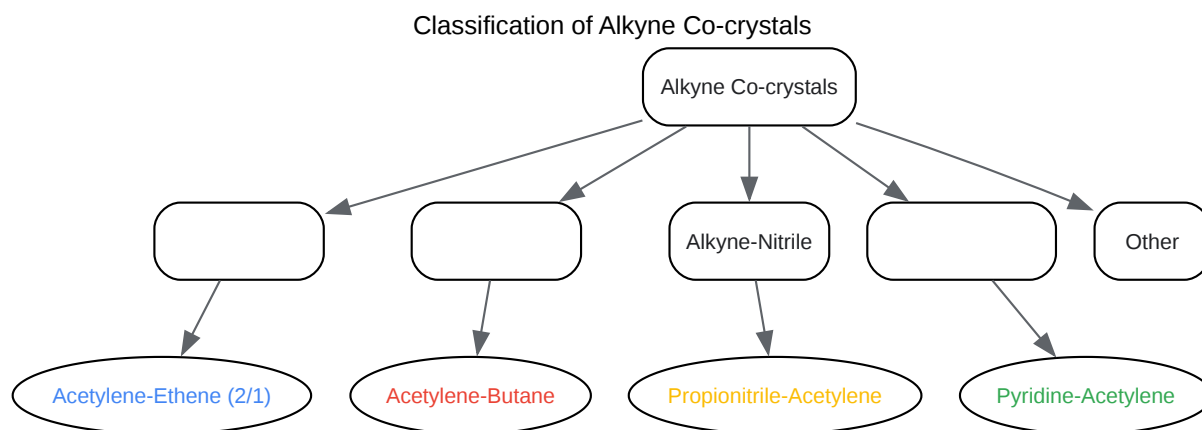 Classification of Alkyne Co-crystals
Alkyne Co-crystals
Alkyne-Nitrile
Other
Acetylene-Ethene (2/1)
Acetylene-Butane
Propionitrile-Acetylene
Pyridine-Acetylene